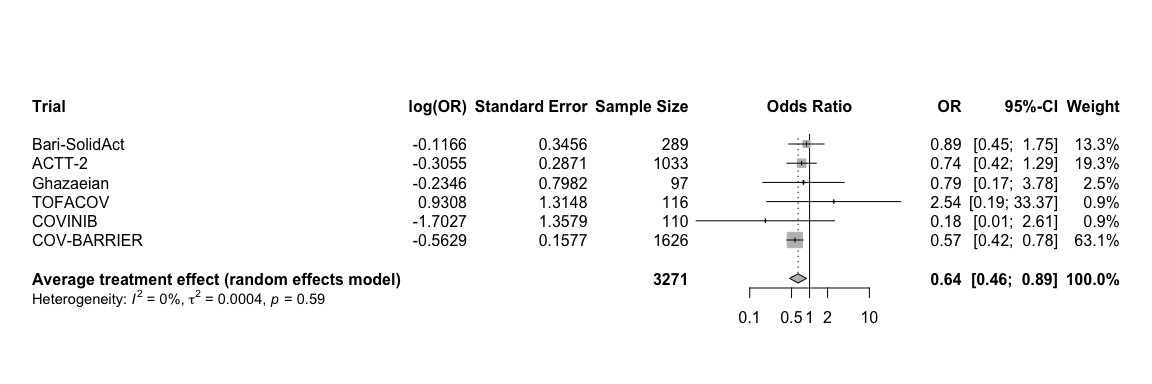 Trial log(OR) Standard Error Sample Size Odds Ratio OR 95%-CI Weight
Bari-SolidAct -0.1166 0.3456 289 0.89 [0.45; 1.75] 13.3%
ACTT-2 -0.3055 0.2871 1033 0.74 [0.42; 1.29] 19.3%
Ghazaeian -0.2346 0.7982 97 0.79 [0.17; 3.78] 2.5%
TOFACOV 0.9308 1.3148 116 2.54 [0.19; 33.37] 0.9%
COVINIB -1.7027 1.3579 110 0.18 [0.01; 2.61] 0.9%
COV-BARRIER -0.5629 0.1577 1626 0.57 [0.42; 0.78] 63.1%
Average treatment effect (random effects model) 3271 0.64 [0.46; 0.89] 100.0%
Heterogeneity: I² = 0%, τ² = 0.0004, p = 0.59
0.1 0.5 1 2 10